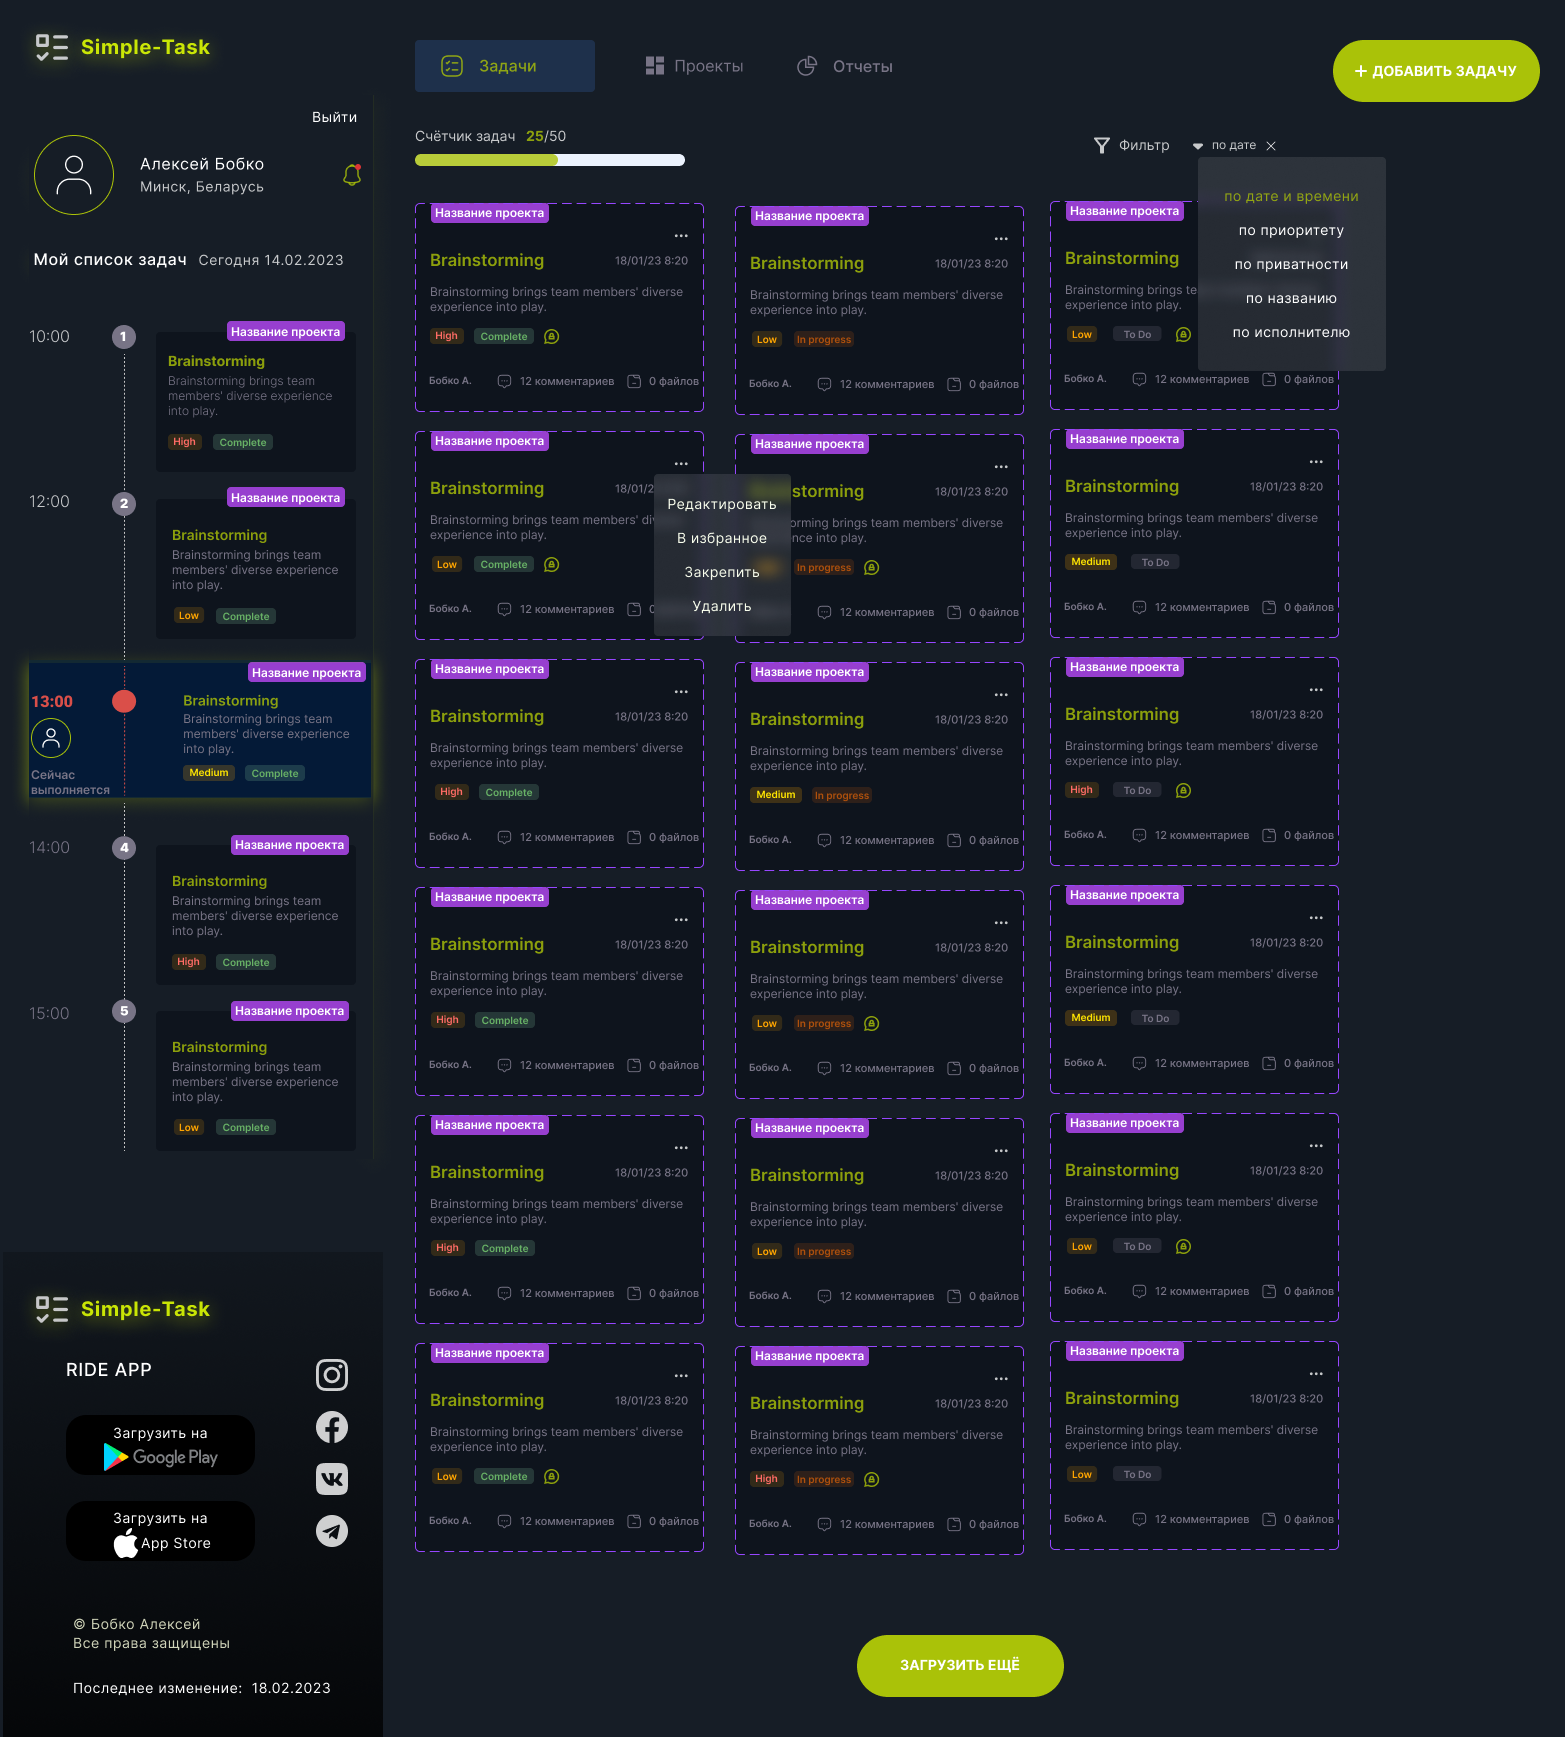 Simple-Task
Выйти
Алексей Бобко
Минск, Беларусь
Мой список задач Сегодня 14.02.2023
10:00
1
Название проекта
Brainstorming
Brainstorming brings team
members' diverse experience
into play.
High Complete
12:00
2
Название проекта
Brainstorming
Brainstorming brings team
members' diverse experience
into play.
Low Complete
Название проекта
13:00
Brainstorming
Brainstorming brings team
members' diverse experience
into play.
Medium Complete
Сейчас
выполняется
14:00
4
Название проекта
Brainstorming
Brainstorming brings team
members' diverse experience
into play.
High Complete
15:00
5
Название проекта
Brainstorming
Brainstorming brings team
members' diverse experience
into play.
Low Complete
Simple-Task
RIDE APP
Загрузить на
Google Play
Загрузить на
App Store
© Бобко Алексей
Все права защищены
Последнее изменение: 18.02.2023
Задачи Проекты Отчеты
+ ДОБАВИТЬ ЗАДАЧУ
Счётчик задач 25/50
Фильтр по дате
по дате и времени
по приоритету
по приватности
по названию
по исполнителю
Название проекта
Brainstorming 18/01/23 8:20
Brainstorming brings team members' diverse
experience into play.
High Complete
Бобко А. 12 комментариев 0 файлов
Название проекта
Brainstorming 18/01/23 8:20
Brainstorming brings team members' diverse
experience into play.
Low In progress
Бобко А. 12 комментариев 0 файлов
Название проекта
Brainstorming
Brainstorming brings te
experience into play.
Low To Do
Бобко А. 12 комментариев 0 файлов
Название проекта
Brainstorming 18/01/2
Brainstorming brings team members' d
experience into play.
Low Complete
Бобко А. 12 комментариев 0
Редактировать
В избранное
Закрепить
Удалить
Название проекта
storming 18/01/23 8:20
orming brings team members' diverse
nce into play.
In progress
12 комментариев 0 файлов
Название проекта
Brainstorming 18/01/23 8:20
Brainstorming brings team members' diverse
experience into play.
Medium To Do
Бобко А. 12 комментариев 0 файлов
Название проекта
Brainstorming 18/01/23 8:20
Brainstorming brings team members' diverse
experience into play.
High Complete
Бобко А. 12 комментариев 0 файлов
Название проекта
Brainstorming 18/01/23 8:20
Brainstorming brings team members' diverse
experience into play.
Medium In progress
Бобко А. 12 комментариев 0 файлов
Название проекта
Brainstorming 18/01/23 8:20
Brainstorming brings team members' diverse
experience into play.
High To Do
Бобко А. 12 комментариев 0 файлов
Название проекта
Brainstorming 18/01/23 8:20
Brainstorming brings team members' diverse
experience into play.
High Complete
Бобко А. 12 комментариев 0 файлов
Название проекта
Brainstorming 18/01/23 8:20
Brainstorming brings team members' diverse
experience into play.
Low In progress
Бобко А. 12 комментариев 0 файлов
Название проекта
Brainstorming 18/01/23 8:20
Brainstorming brings team members' diverse
experience into play.
Medium To Do
Бобко А. 12 комментариев 0 файлов
Название проекта
Brainstorming 18/01/23 8:20
Brainstorming brings team members' diverse
experience into play.
High Complete
Бобко А. 12 комментариев 0 файлов
Название проекта
Brainstorming 18/01/23 8:20
Brainstorming brings team members' diverse
experience into play.
Low In progress
Бобко А. 12 комментариев 0 файлов
Название проекта
Brainstorming 18/01/23 8:20
Brainstorming brings team members' diverse
experience into play.
Low To Do
Бобко А. 12 комментариев 0 файлов
Название проекта
Brainstorming 18/01/23 8:20
Brainstorming brings team members' diverse
experience into play.
Low Complete
Бобко А. 12 комментариев 0 файлов
Название проекта
Brainstorming 18/01/23 8:20
Brainstorming brings team members' diverse
experience into play.
High In progress
Бобко А. 12 комментариев 0 файлов
Название проекта
Brainstorming 18/01/23 8:20
Brainstorming brings team members' diverse
experience into play.
Low To Do
Бобко А. 12 комментариев 0 файлов
ЗАГРУЗИТЬ ЕЩЁ